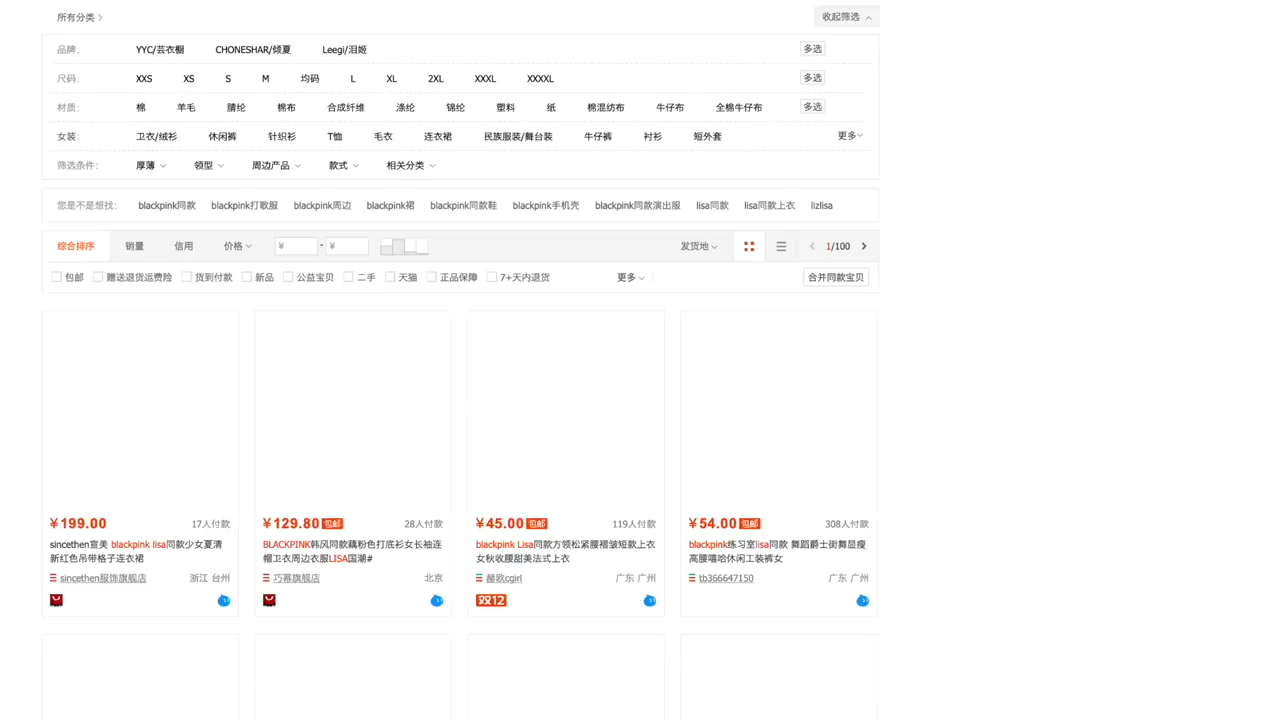 所有分类
收起筛选
品牌: YYC/芸衣橱 CHONESHAR/倾夏 Leegi/泪姬 多选
尺码: XXS XS S M 均码 L XL 2XL XXXL XXXXL 多选
材质: 棉 羊毛 腈纶 棉布 合成纤维 涤纶 锦纶 塑料 纸 棉混纺布 牛仔布 全棉牛仔布 多选
女装: 卫衣/绒衫 休闲裤 针织衫 T恤 毛衣 连衣裙 民族服装/舞台装 牛仔裤 衬衫 短外套 更多
筛选条件: 厚薄 领型 周边产品 款式 相关分类
您是不是想找: blackpink同款 blackpink打歌服 blackpink周边 blackpink裙 blackpink同款鞋 blackpink手机壳 blackpink同款演出服 lisa同款 lisa同款上衣 lizlisa
综合排序 销量 信用 价格 ¥ - ¥ 发货地 1/100
包邮 赠送退货运费险 货到付款 新品 公益宝贝 二手 天猫 正品保障 7+天内退货 更多 合并同款宝贝
¥199.00 17人付款
sincethen宣美 blackpink lisa同款少女夏清
新红色吊带格子连衣裙
sincethen服饰旗舰店 浙江 台州
¥129.80 包邮 28人付款
BLACKPINK韩风同款藕粉色打底衫女长袖连
帽卫衣周边衣服LISA国潮#
巧幂旗舰店 北京
¥45.00 包邮 119人付款
blackpink Lisa同款方领松紧腰褶皱短款上衣
女秋收腰甜美法式上衣
赫歌cgirl 广东 广州
双12
¥54.00 包邮 308人付款
blackpink练习室lisa同款 舞蹈爵士街舞显瘦
高腰嘻哈休闲工装裤女
tb366647150 广东 广州